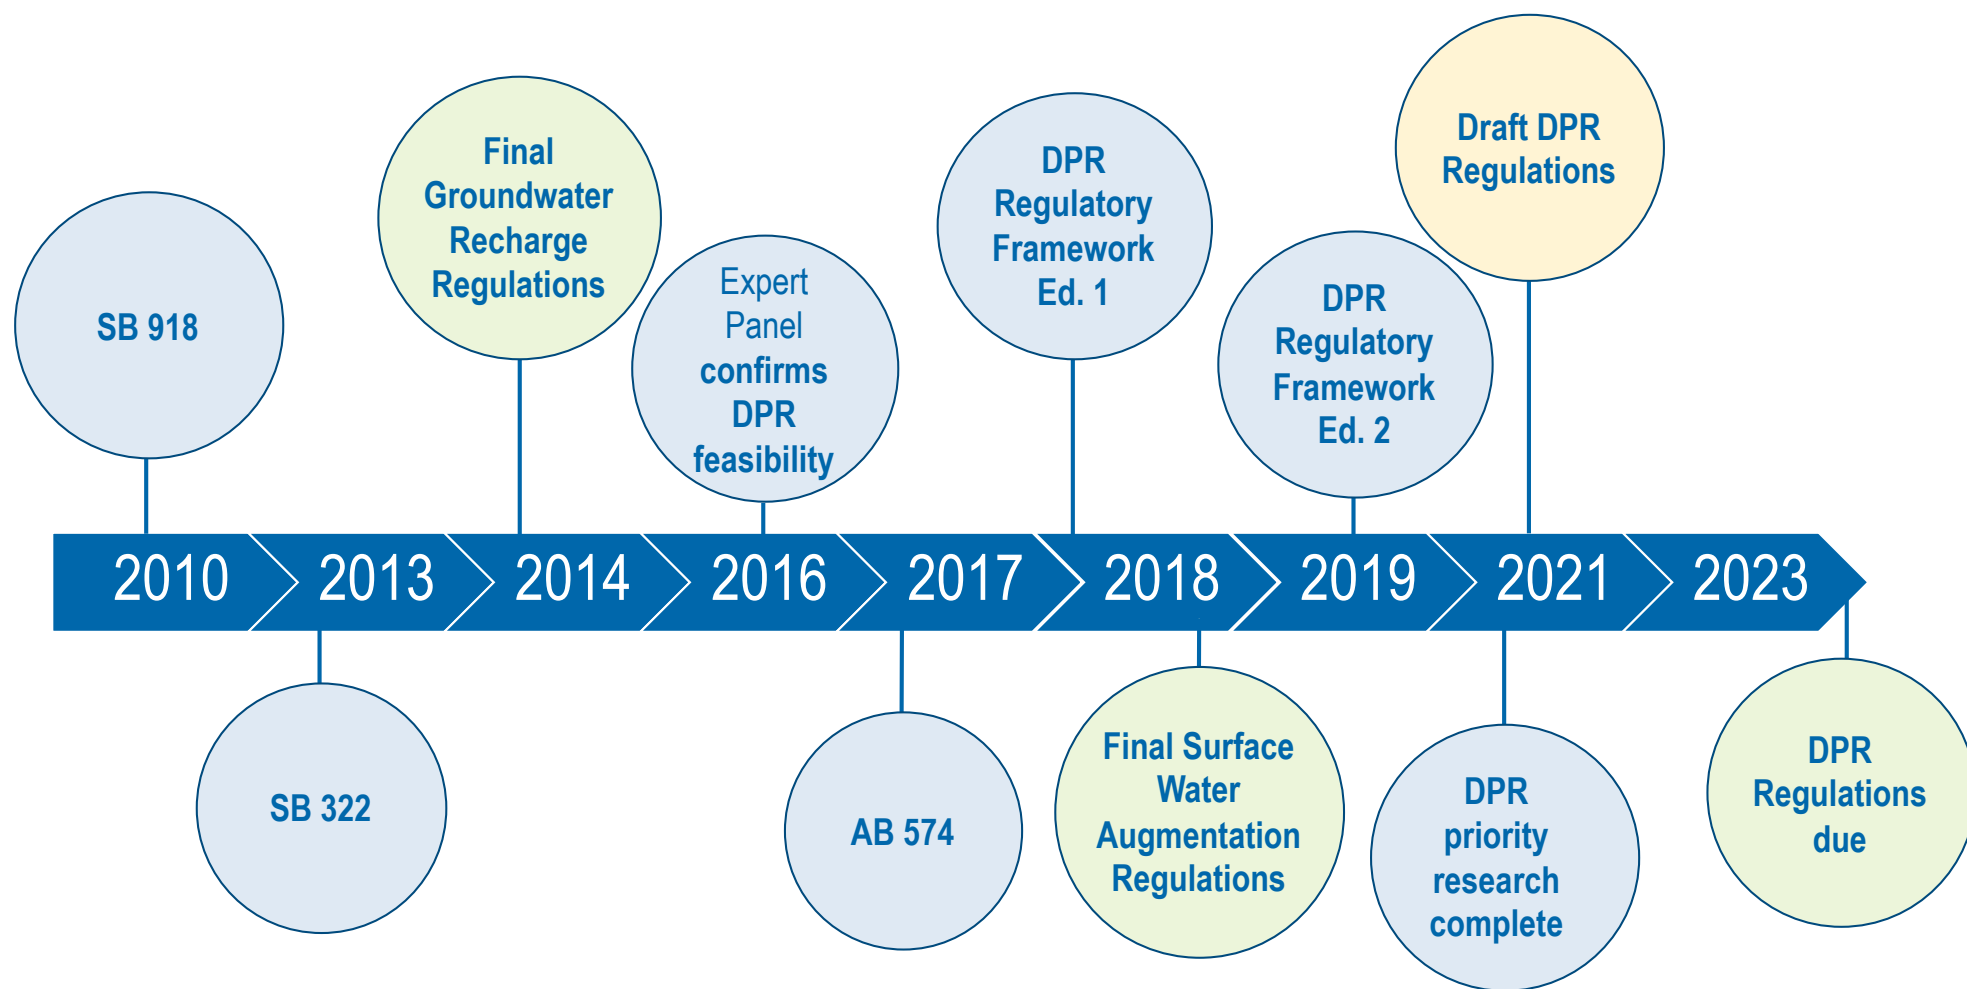 SB 918
Final
Groundwater
Recharge
Regulations
Expert
Panel
confirms
DPR
feasibility
DPR
Regulatory
Framework
Ed. 1
DPR
Regulatory
Framework
Ed. 2
Draft DPR
Regulations
2010
2013
2014
2016
2017
2018
2019
2021
2023
SB 322
AB 574
Final Surface
Water
Augmentation
Regulations
DPR
priority
research
complete
DPR
Regulations
due